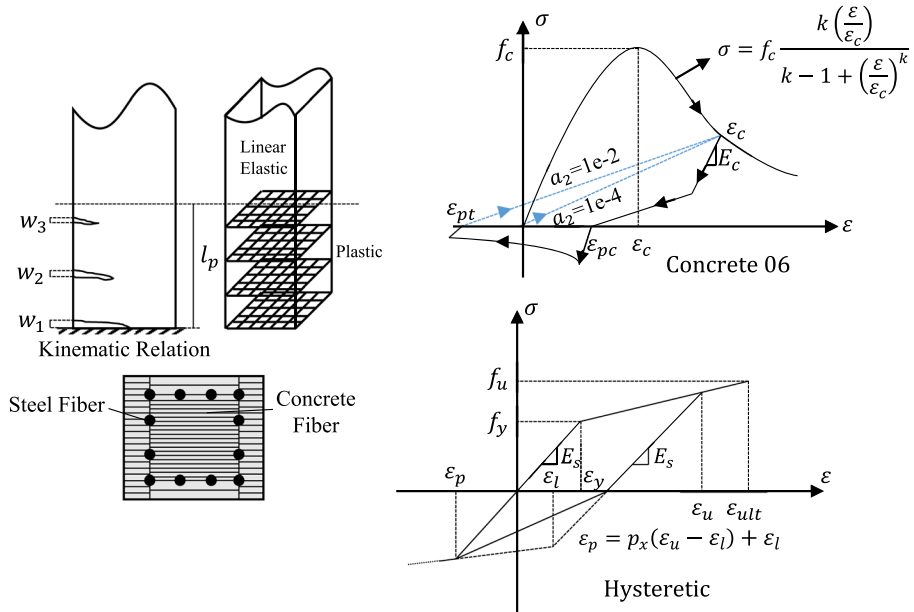 w₃
w₂
w₁
Linear
Elastic
l_p
Plastic
Kinematic Relation
Steel Fiber
Concrete
Fiber
σ
f_c
σ = f_c k(ε/ε_c) / (k − 1 + (ε/ε_c)^k)
ε_c
E_c
a₂=1e-2
a₂=1e-4
ε_pt
ε_pc
ε_c
ε
Concrete 06
σ
f_u
f_y
E_s
E_s
ε_p
ε_l
ε_y
ε_u
ε_ult
ε
ε_p = p_x(ε_u − ε_l) + ε_l
Hysteretic